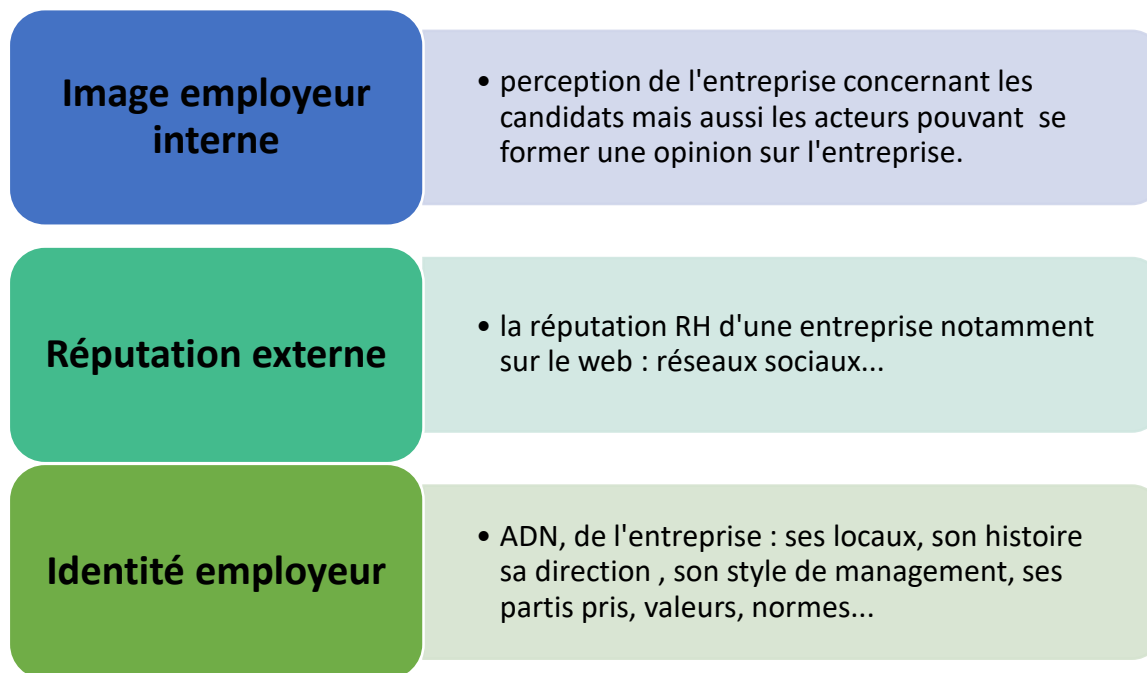 Image employeur
interne
• perception de l'entreprise concernant les
candidats mais aussi les acteurs pouvant  se
former une opinion sur l'entreprise.
Réputation externe
• la réputation RH d'une entreprise notamment
sur le web : réseaux sociaux...
Identité employeur
• ADN, de l'entreprise : ses locaux, son histoire
sa direction , son style de management, ses
partis pris, valeurs, normes...